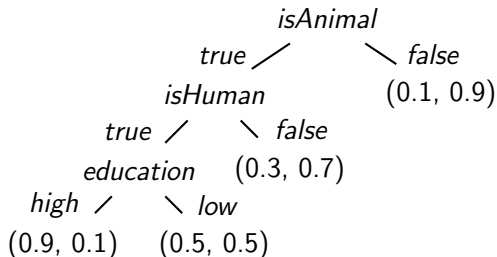 isAnimal
true false
isHuman (0.1, 0.9)
true false
education (0.3, 0.7)
high low
(0.9, 0.1) (0.5, 0.5)